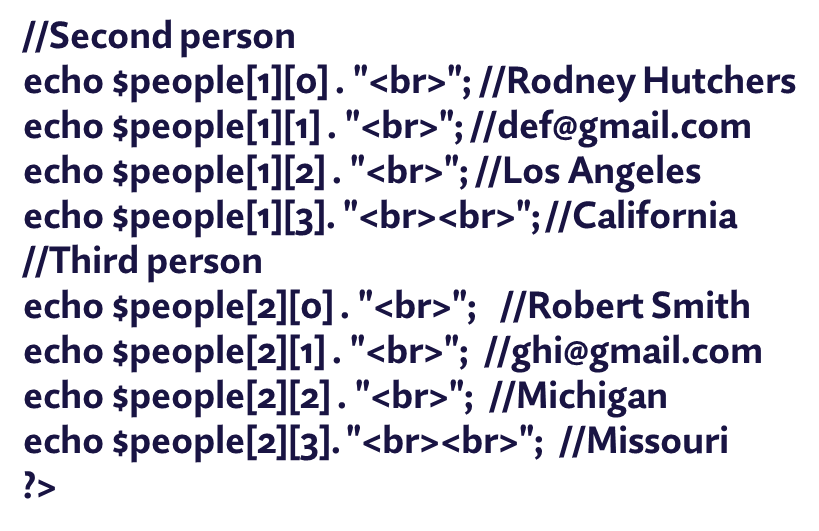 //Second person
echo $people[1][0] . "<br>"; //Rodney Hutchers
echo $people[1][1] . "<br>"; //def@gmail.com
echo $people[1][2] . "<br>"; //Los Angeles
echo $people[1][3]. "<br><br>"; //California
//Third person
echo $people[2][0] . "<br>"; //Robert Smith
echo $people[2][1] . "<br>"; //ghi@gmail.com
echo $people[2][2] . "<br>"; //Michigan
echo $people[2][3]. "<br><br>"; //Missouri
?>